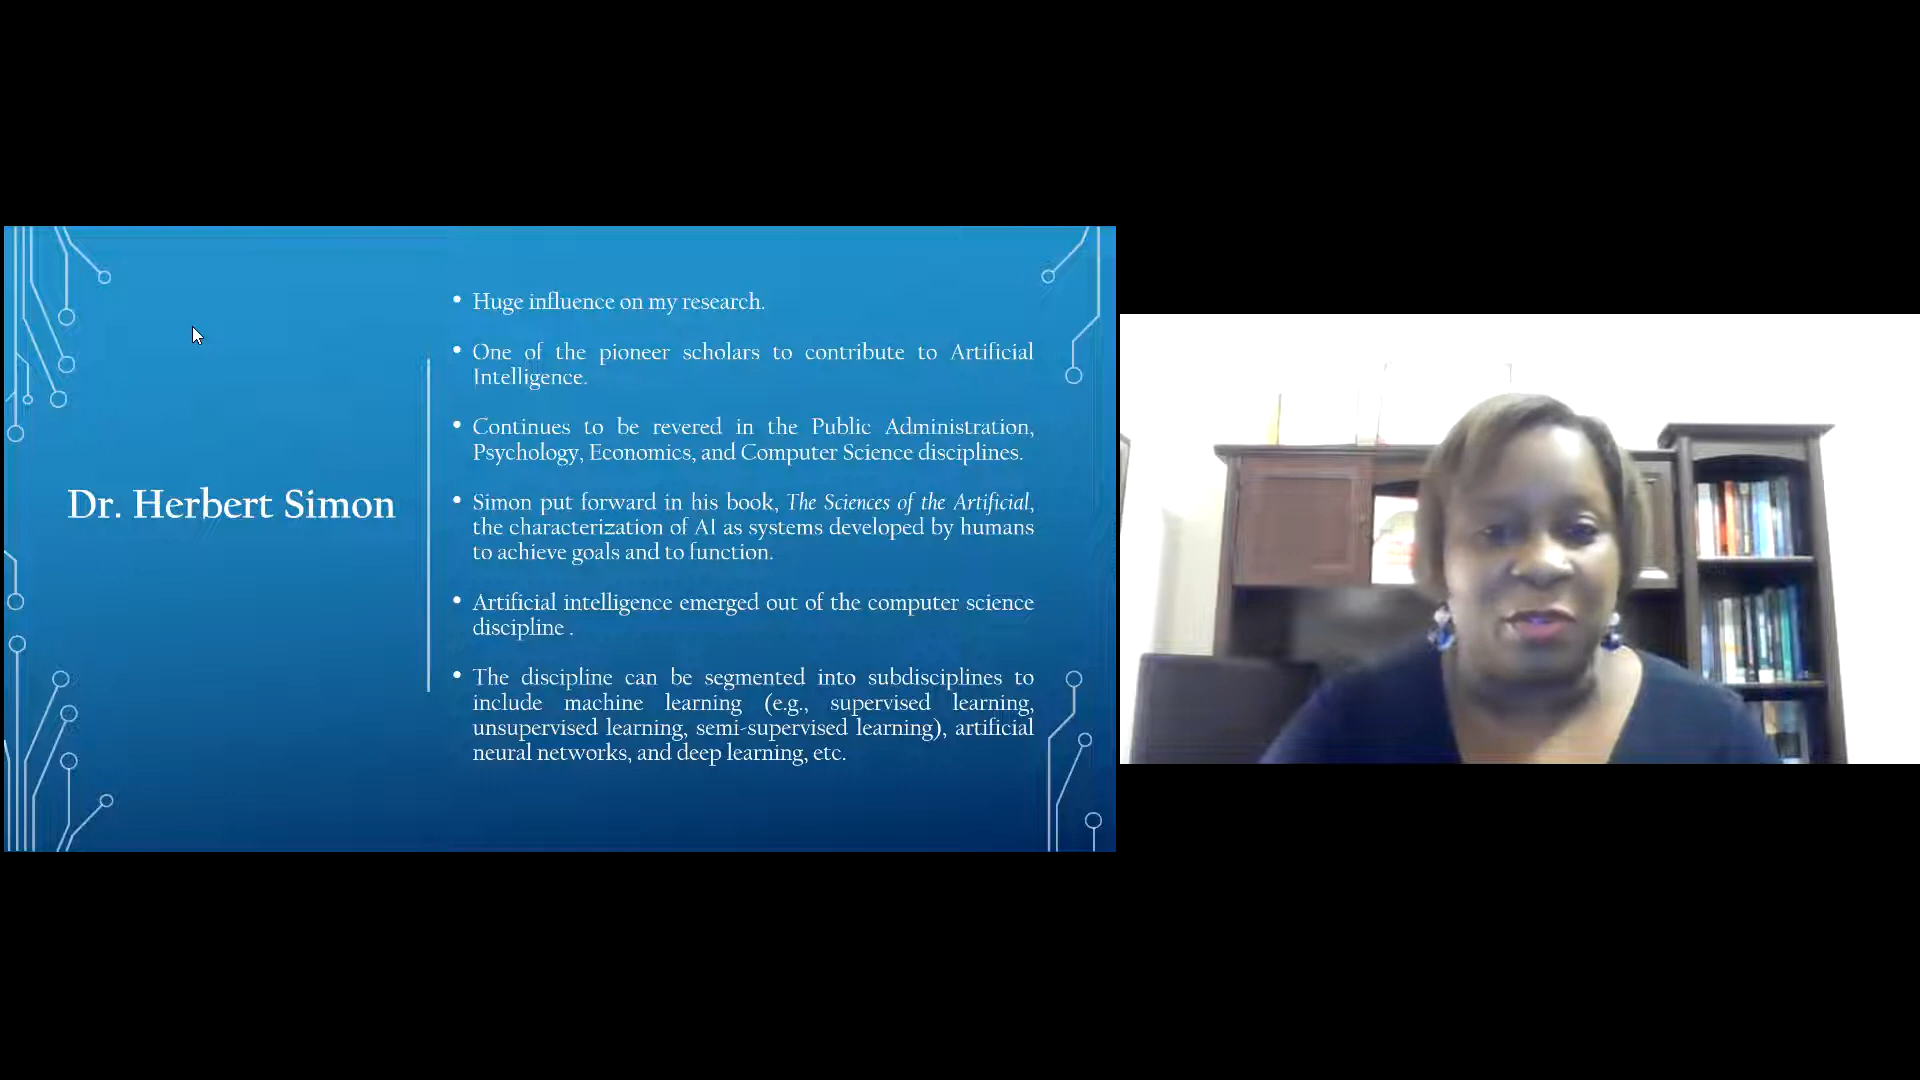 Dr. Herbert Simon
• Huge influence on my research.
• One of the pioneer scholars to contribute to Artificial
Intelligence.
• Continues to be revered in the Public Administration,
Psychology, Economics, and Computer Science disciplines.
• Simon put forward in his book, The Sciences of the Artificial,
the characterization of AI as systems developed by humans
to achieve goals and to function.
• Artificial intelligence emerged out of the computer science
discipline .
• The discipline can be segmented into subdisciplines to
include machine learning (e.g., supervised learning,
unsupervised learning, semi-supervised learning), artificial
neural networks, and deep learning, etc.